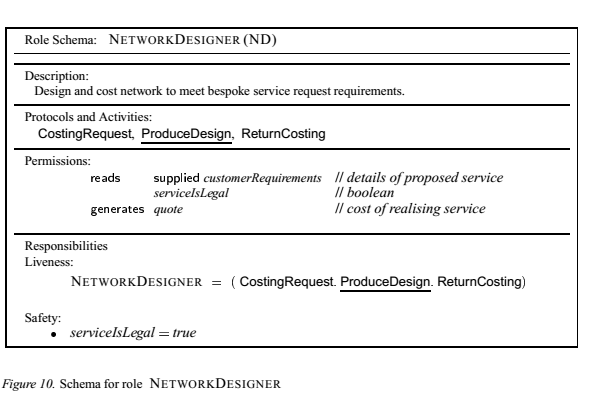 Role Schema: NETWORKDESIGNER (ND)
Description:
Design and cost network to meet bespoke service request requirements.
Protocols and Activities:
CostingRequest, ProduceDesign, ReturnCosting
Permissions:
reads supplied customerRequirements // details of proposed service
serviceIsLegal // boolean
generates quote // cost of realising service
Responsibilities
Liveness:
NETWORKDESIGNER = ( CostingRequest. ProduceDesign. ReturnCosting)
Safety:
• serviceIsLegal = true
Figure 10. Schema for role NETWORKDESIGNER